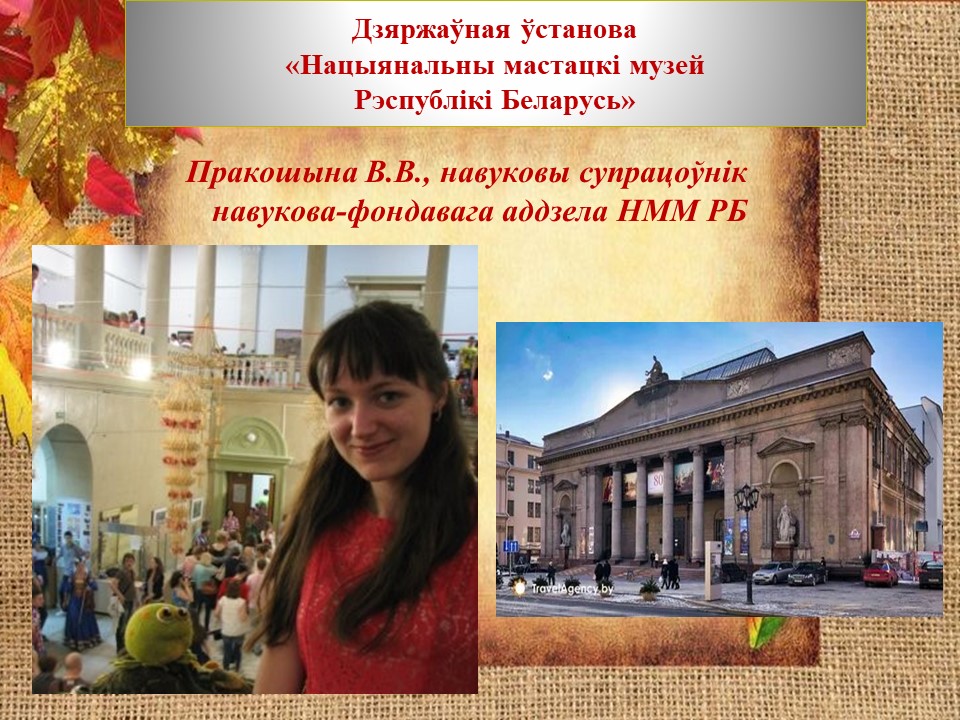 Дзяржаўная ўстанова
«Нацыянальны мастацкі музей
Рэспублікі Беларусь»
Пракошына В.В., навуковы супрацоўнік
навукова-фондавага аддзела НММ РБ
80
TravelAgency.by